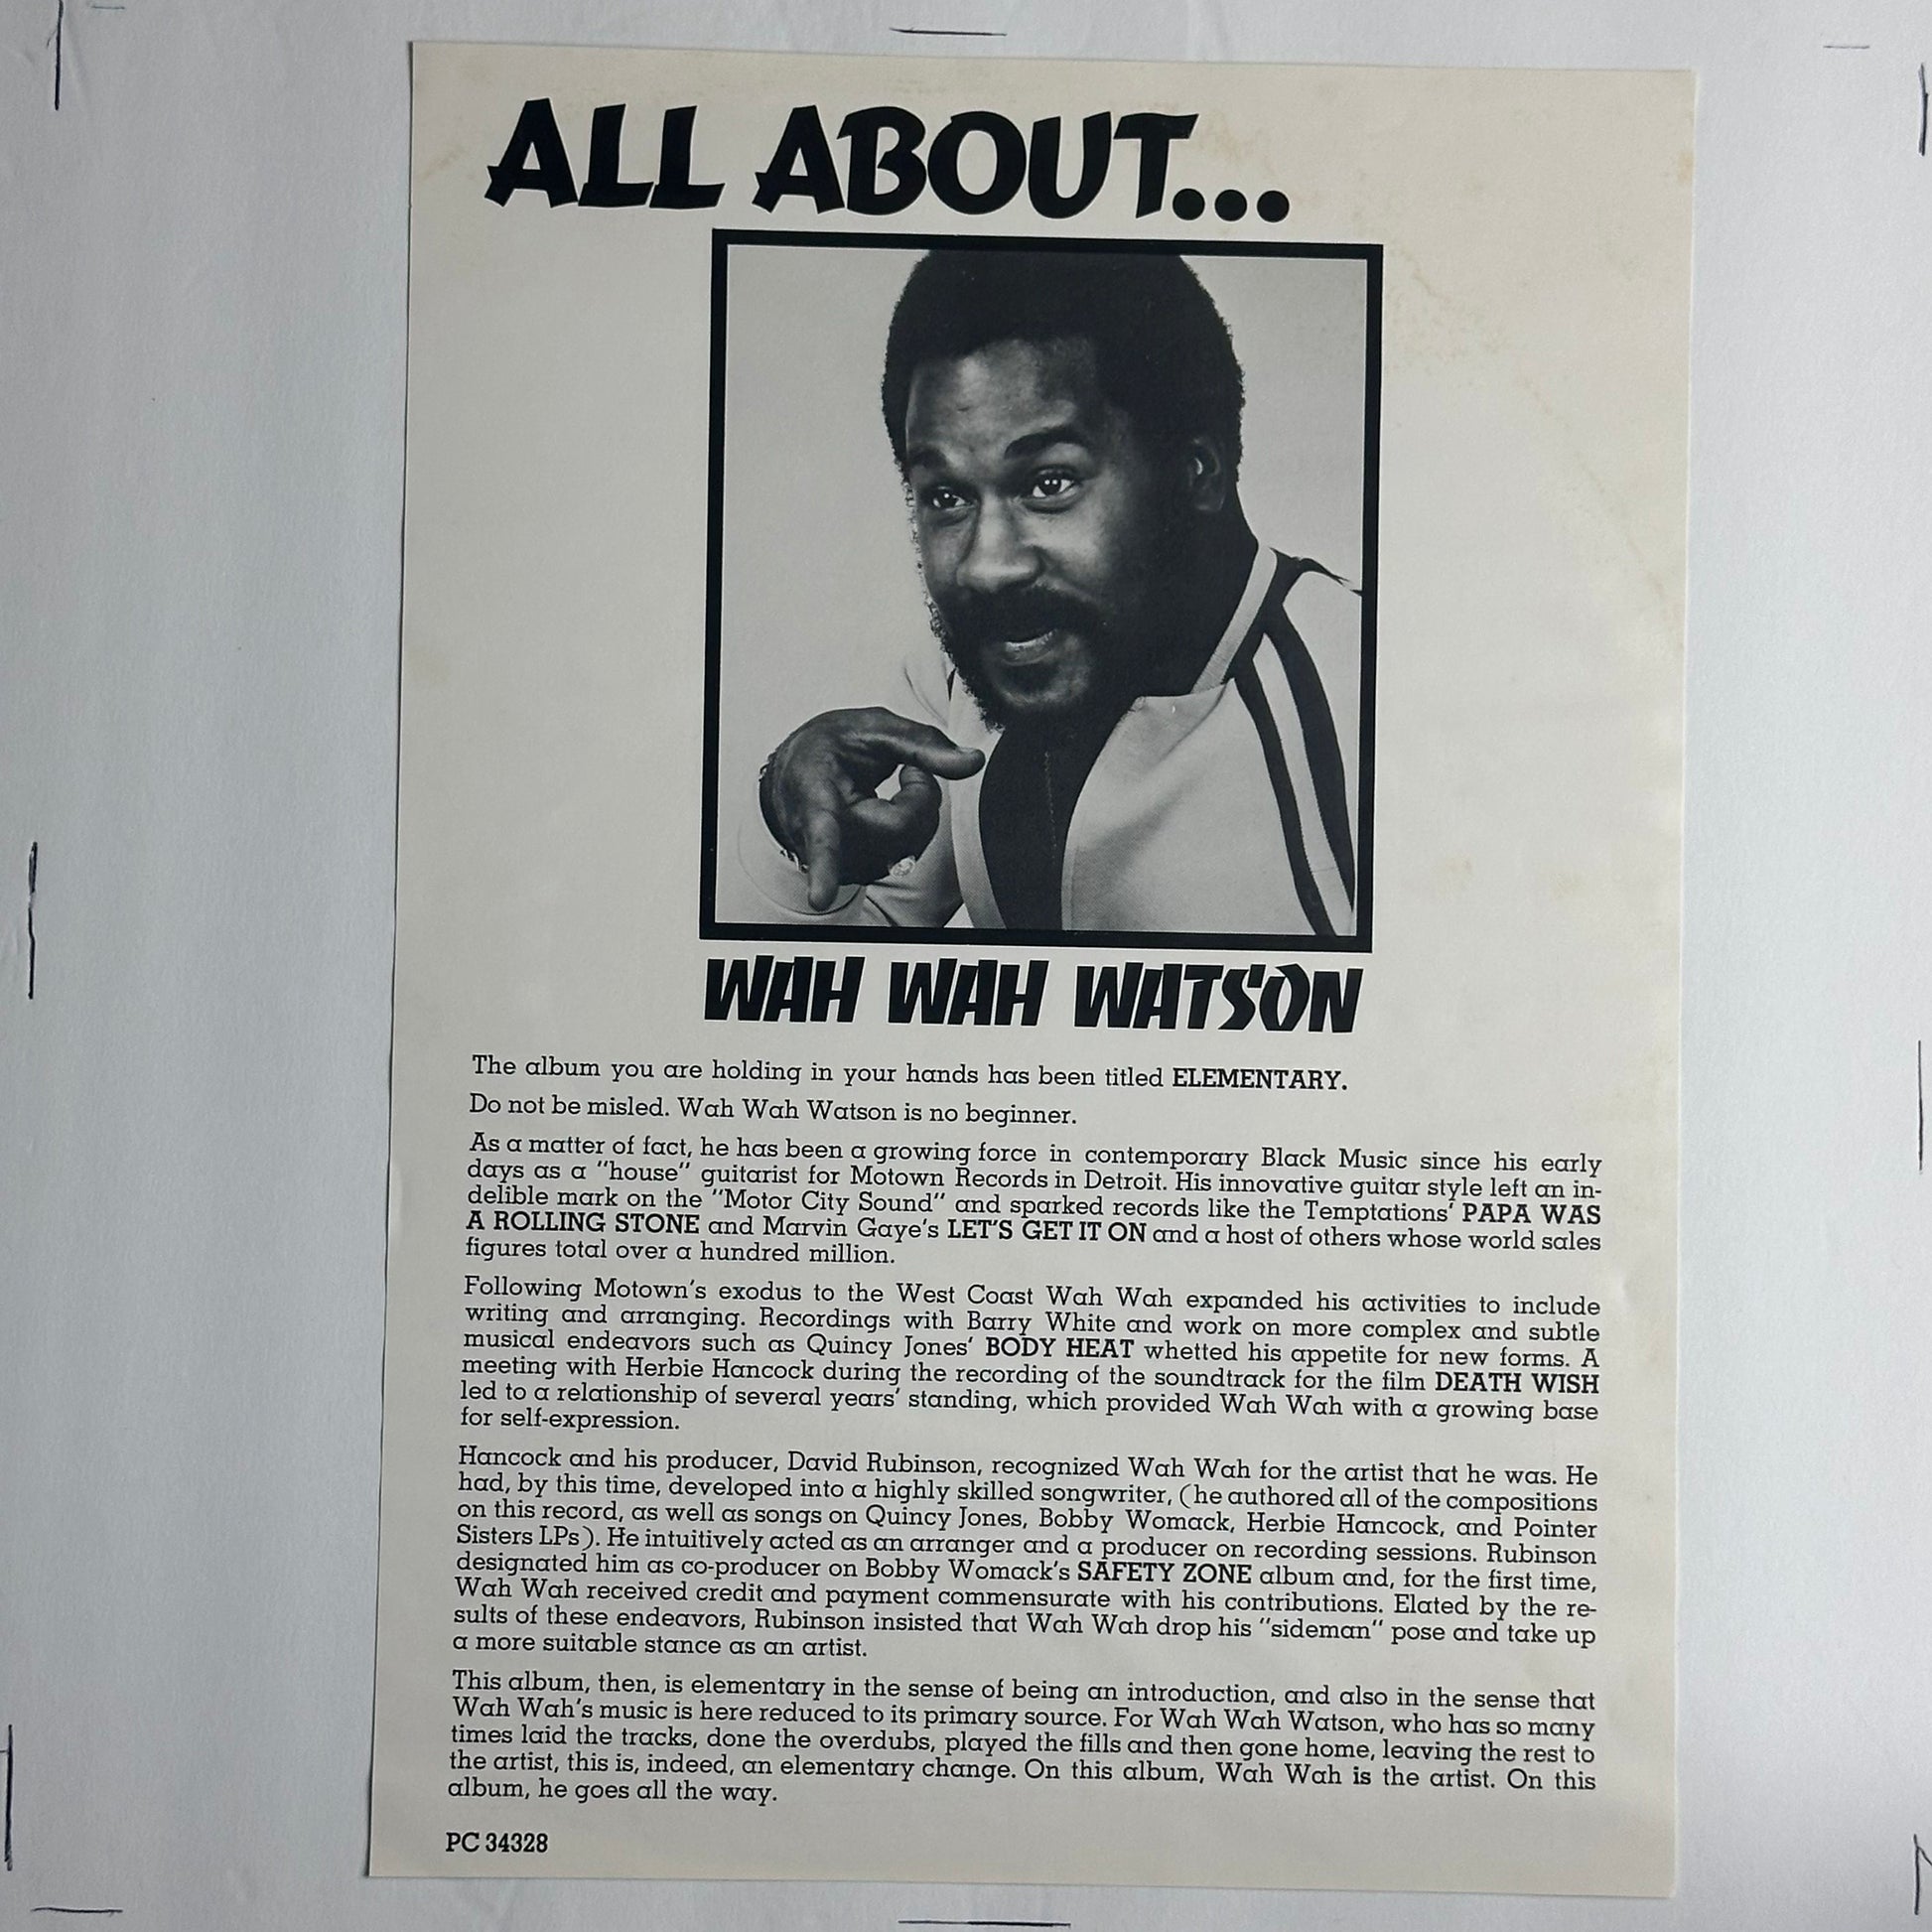 ALL ABOUT...
WAH WAH WATSON
The album you are holding in your hands has been titled ELEMENTARY.
Do not be misled. Wah Wah Watson is no beginner.
As a matter of fact, he has been a growing force in contemporary Black Music since his early
days as a "house" guitarist for Motown Records in Detroit. His innovative guitar style left an in-
delible mark on the "Motor City Sound" and sparked records like the Temptations' PAPA WAS
A ROLLING STONE and Marvin Gaye's LET'S GET IT ON and a host of others whose world sales
figures total over a hundred million.
Following Motown's exodus to the West Coast Wah Wah expanded his activities to include
writing and arranging. Recordings with Barry White and work on more complex and subtle
musical endeavors such as Quincy Jones' BODY HEAT whetted his appetite for new forms. A
meeting with Herbie Hancock during the recording of the soundtrack for the film DEATH WISH
led to a relationship of several years' standing, which provided Wah Wah with a growing base
for self-expression.
Hancock and his producer, David Rubinson, recognized Wah Wah for the artist that he was. He
had, by this time, developed into a highly skilled songwriter, (he authored all of the compositions
on this record, as well as songs on Quincy Jones, Bobby Womack, Herbie Hancock, and Pointer
Sisters LPs). He intuitively acted as an arranger and a producer on recording sessions. Rubinson
designated him as co-producer on Bobby Womack's SAFETY ZONE album and, for the first time,
Wah Wah received credit and payment commensurate with his contributions. Elated by the re-
sults of these endeavors, Rubinson insisted that Wah Wah drop his "sideman" pose and take up
a more suitable stance as an artist.
This album, then, is elementary in the sense of being an introduction, and also in the sense that
Wah Wah's music is here reduced to its primary source. For Wah Wah Watson, who has so many
times laid the tracks, done the overdubs, played the fills and then gone home, leaving the rest to
the artist, this is, indeed, an elementary change. On this album, Wah Wah is the artist. On this
album, he goes all the way.
PC 34328